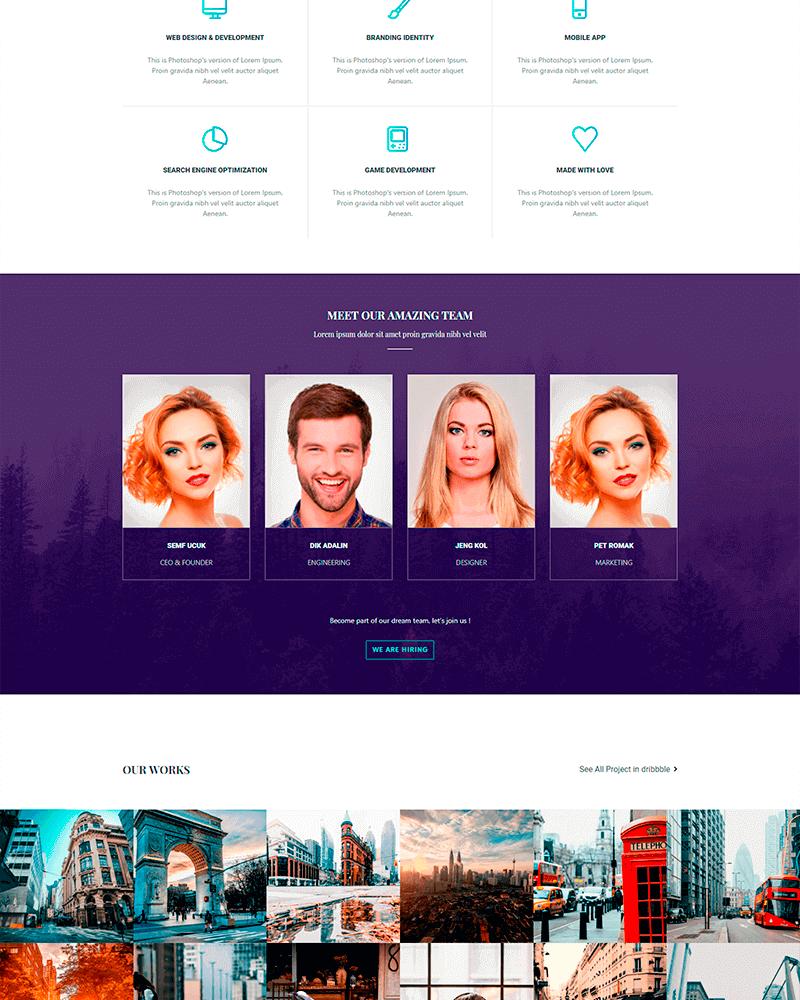 WEB DESIGN & DEVELOPMENT
This is Photoshop's version of Lorem Ipsum.
Proin gravida nibh vel velit auctor aliquet
Aenean.
BRANDING IDENTITY
This is Photoshop's version of Lorem Ipsum.
Proin gravida nibh vel velit auctor aliquet
Aenean.
MOBILE APP
This is Photoshop's version of Lorem Ipsum.
Proin gravida nibh vel velit auctor aliquet
Aenean.
SEARCH ENGINE OPTIMIZATION
This is Photoshop's version of Lorem Ipsum.
Proin gravida nibh vel velit auctor aliquet
Aenean.
GAME DEVELOPMENT
This is Photoshop's version of Lorem Ipsum.
Proin gravida nibh vel velit auctor aliquet
Aenean.
MADE WITH LOVE
This is Photoshop's version of Lorem Ipsum.
Proin gravida nibh vel velit auctor aliquet
Aenean.
MEET OUR AMAZING TEAM
Lorem ipsum dolor sit amet proin gravida nibh vel velit
SEMF UCUK
CEO & FOUNDER
DIK ADALIN
ENGINEERING
JENG KOL
DESIGNER
PET ROMAK
MARKETING
Become part of our dream team, let's join us !
WE ARE HIRING
OUR WORKS
See All Project in dribbble
TELEPHO